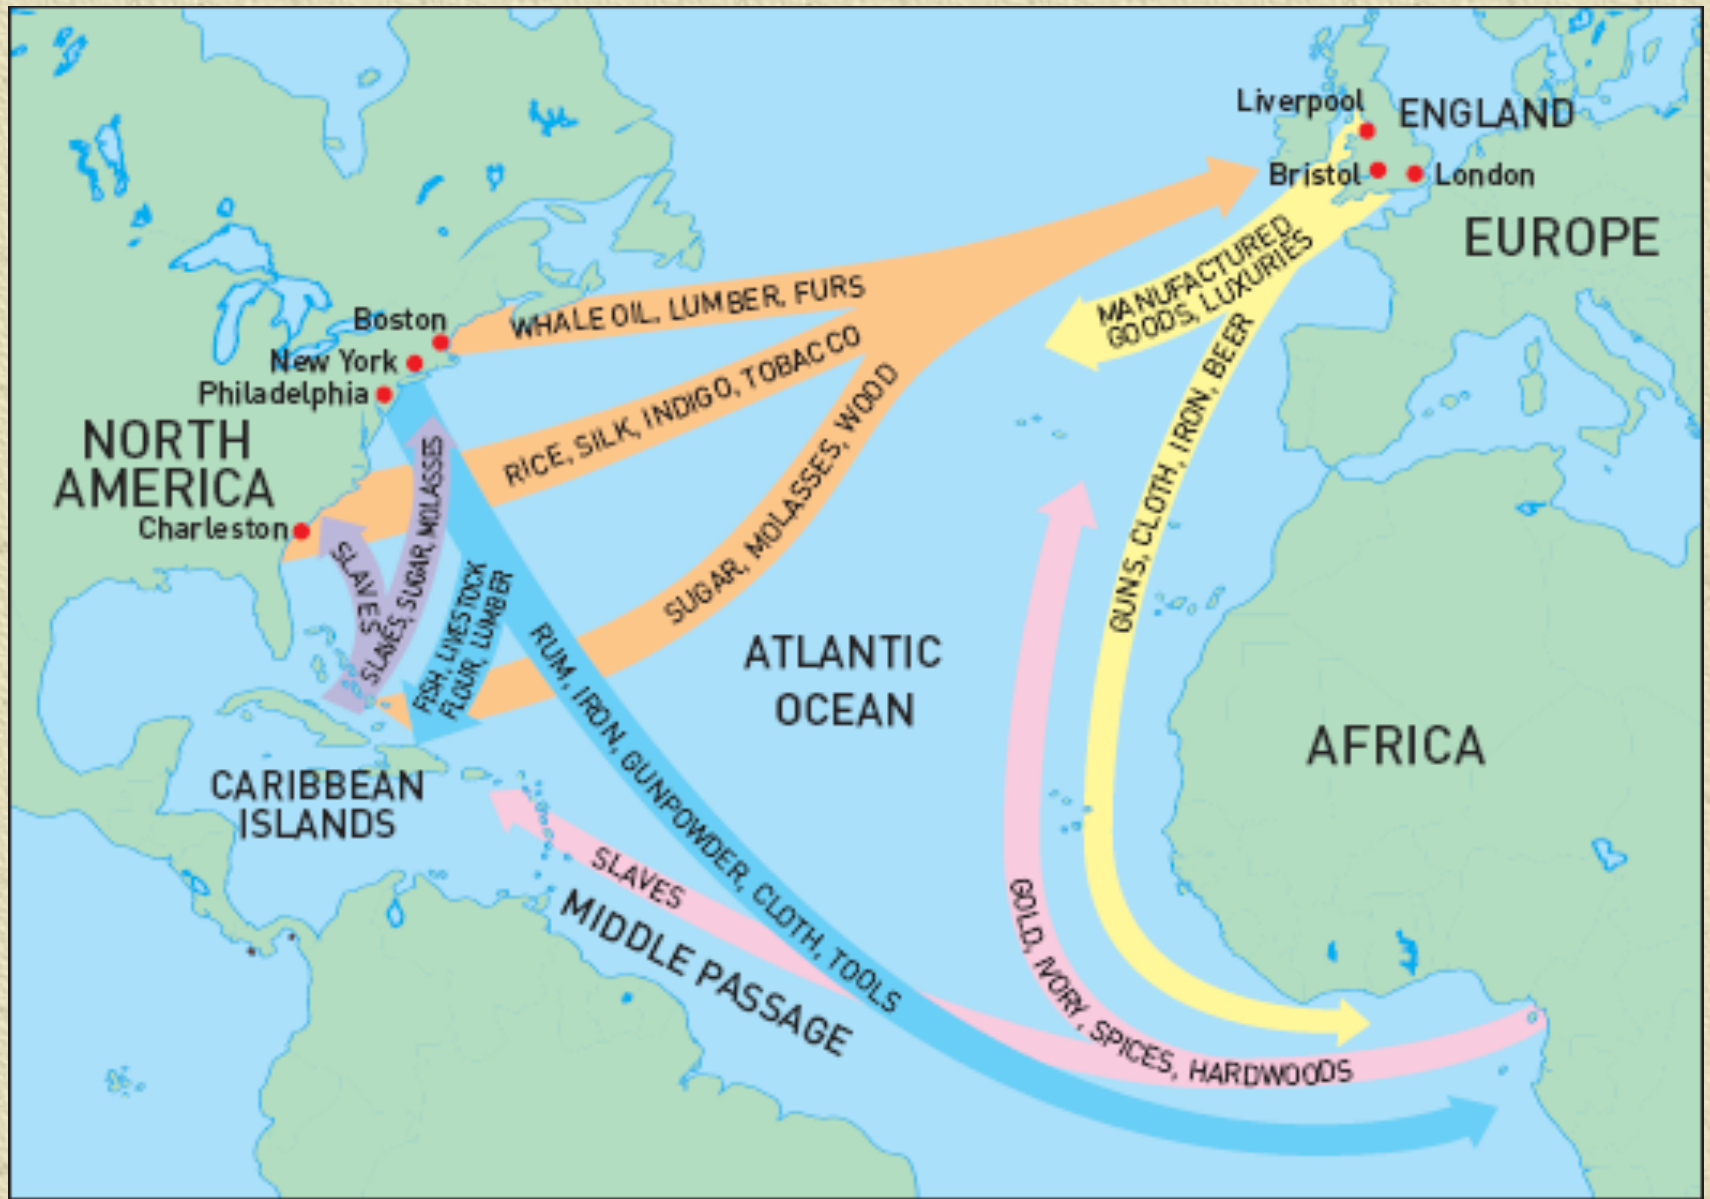 Liverpool
ENGLAND
Bristol
London
EUROPE
MANUFACTURED
GOODS, LUXURIES
WHALE OIL, LUMBER, FURS
Boston
New York
Philadelphia
RICE, SILK, INDIGO, TOBACCO
GUNS, CLOTH, IRON, BEER
NORTH
AMERICA
Charleston
SUGAR, MOLASSES, WOOD
SLAVES
SLAVES, SUGAR, MOLASSES
FISH, LIVESTOCK
FLOUR, LUMBER
RUM, IRON, GUNPOWDER, CLOTH, TOOLS
ATLANTIC
OCEAN
AFRICA
CARIBBEAN
ISLANDS
SLAVES
MIDDLE PASSAGE
GOLD, IVORY, SPICES, HARDWOODS